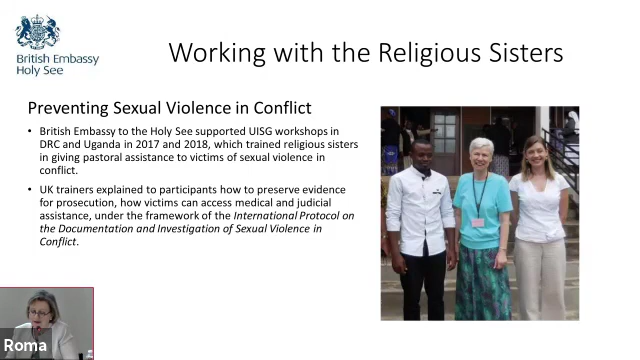 British Embassy
Holy See
Working with the Religious Sisters
Preventing Sexual Violence in Conflict
• British Embassy to the Holy See supported UISG workshops in
DRC and Uganda in 2017 and 2018, which trained religious sisters
in giving pastoral assistance to victims of sexual violence in
conflict.
• UK trainers explained to participants how to preserve evidence
for prosecution, how victims can access medical and judicial
assistance, under the framework of the International Protocol on
the Documentation and Investigation of Sexual Violence in
Conflict.
Roma